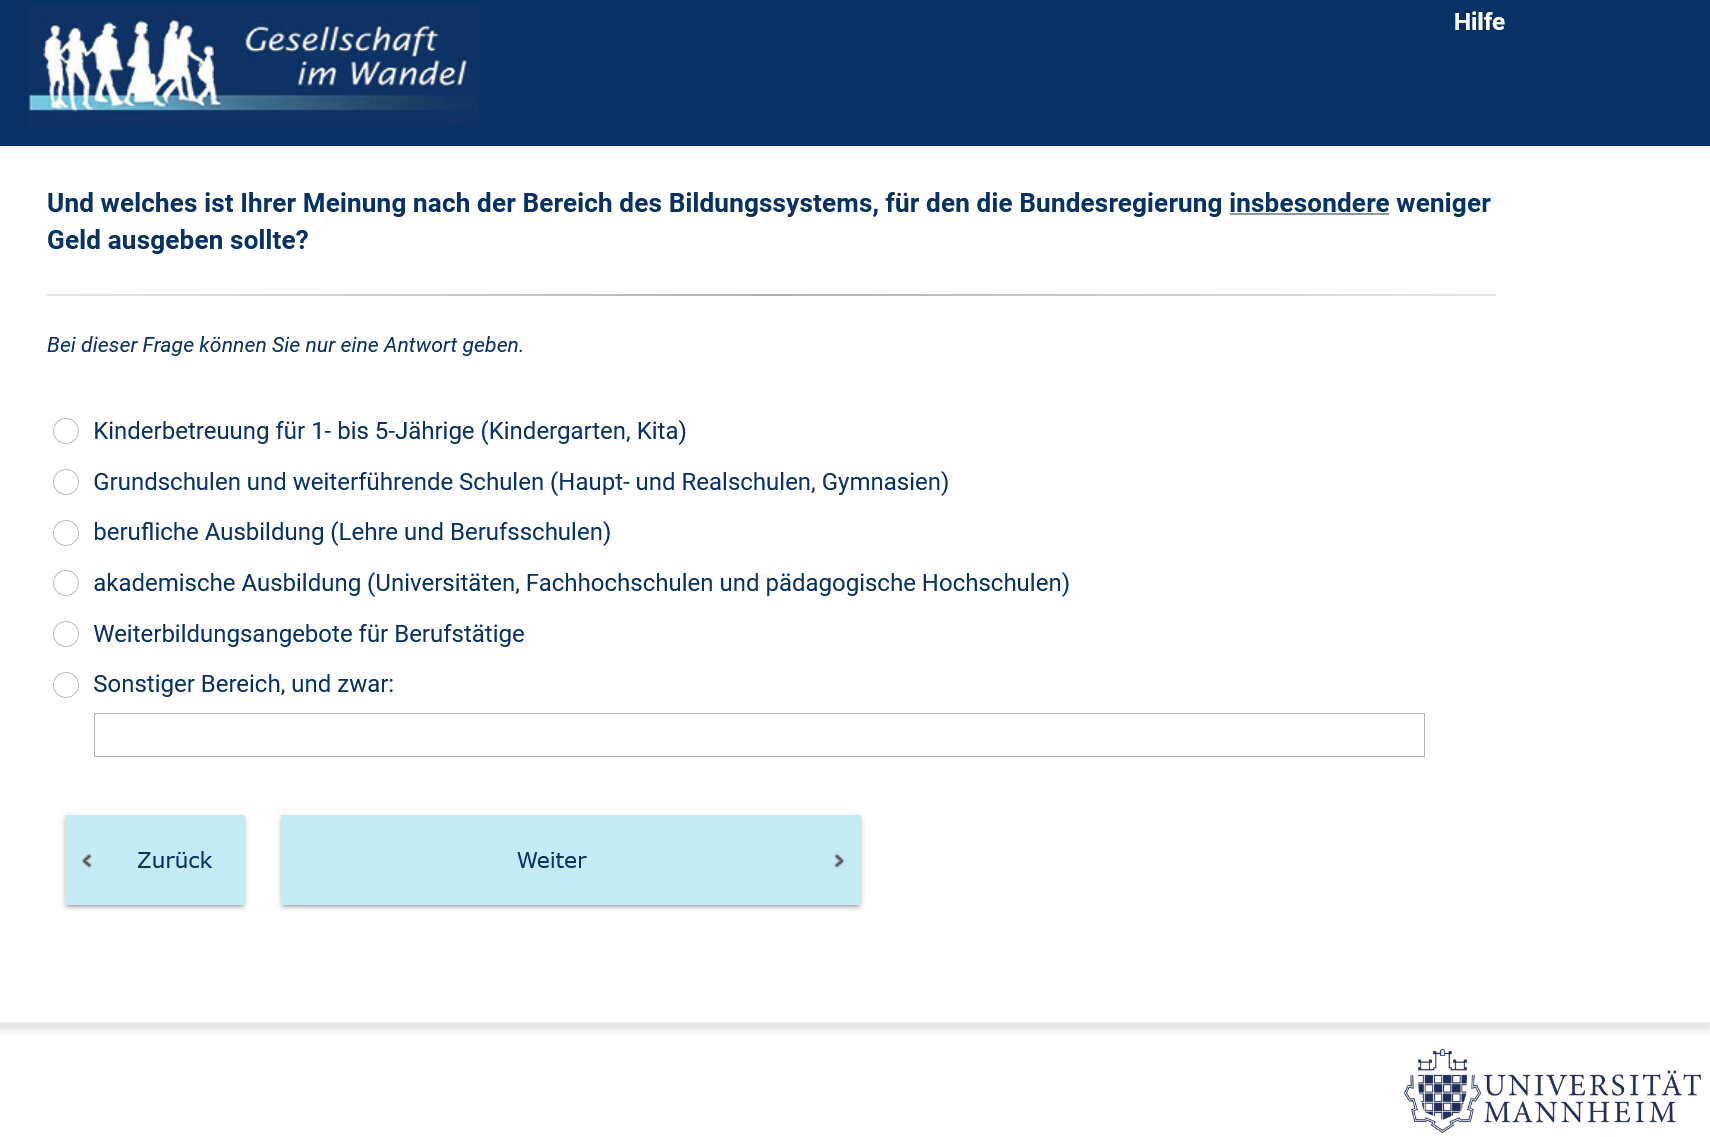 Gesellschaft
im Wandel
Hilfe
Und welches ist Ihrer Meinung nach der Bereich des Bildungssystems, für den die Bundesregierung insbesondere weniger
Geld ausgeben sollte?
Bei dieser Frage können Sie nur eine Antwort geben.
Kinderbetreuung für 1- bis 5-Jährige (Kindergarten, Kita)
Grundschulen und weiterführende Schulen (Haupt- und Realschulen, Gymnasien)
berufliche Ausbildung (Lehre und Berufsschulen)
akademische Ausbildung (Universitäten, Fachhochschulen und pädagogische Hochschulen)
Weiterbildungsangebote für Berufstätige
Sonstiger Bereich, und zwar:
Zurück
Weiter
UNIVERSITÄT
MANNHEIM